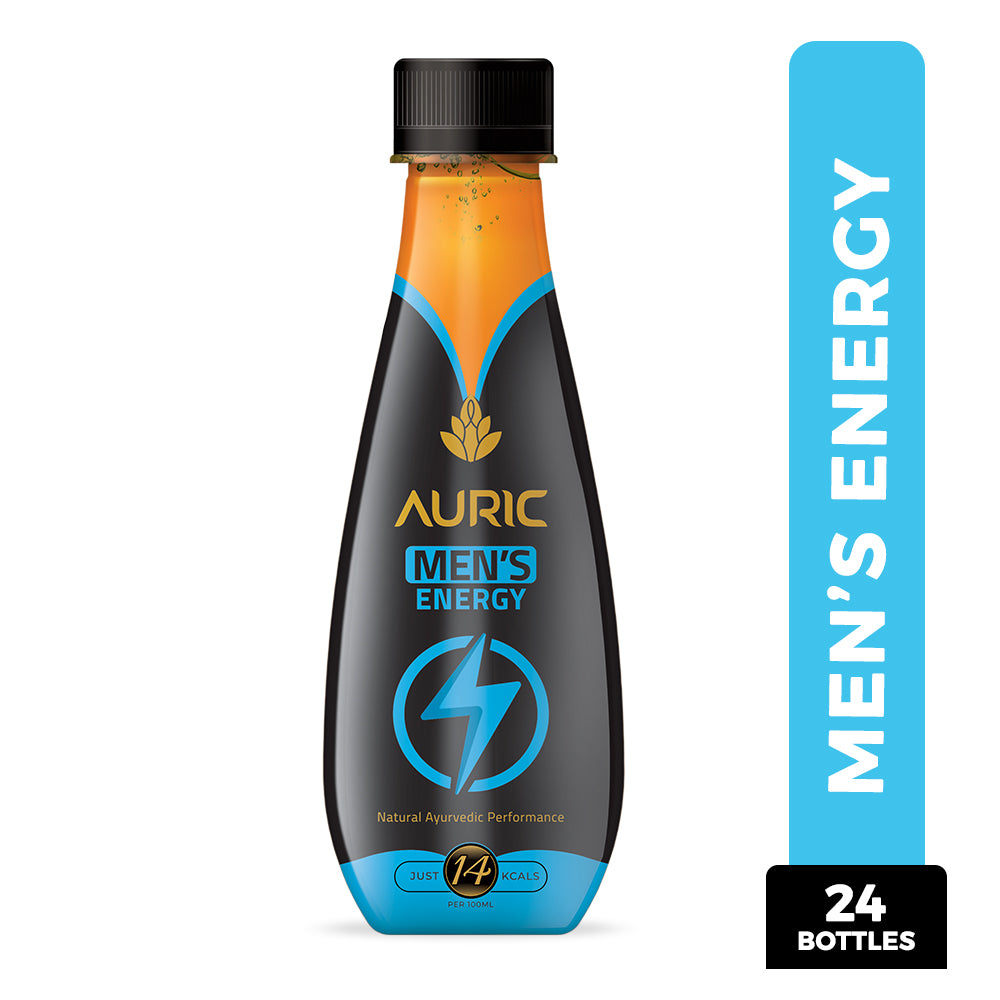 AURIC
MEN'S
ENERGY
Natural Ayurvedic Performance
JUST 14 KCALS
PER 100ML
MEN'S ENERGY
24
BOTTLES